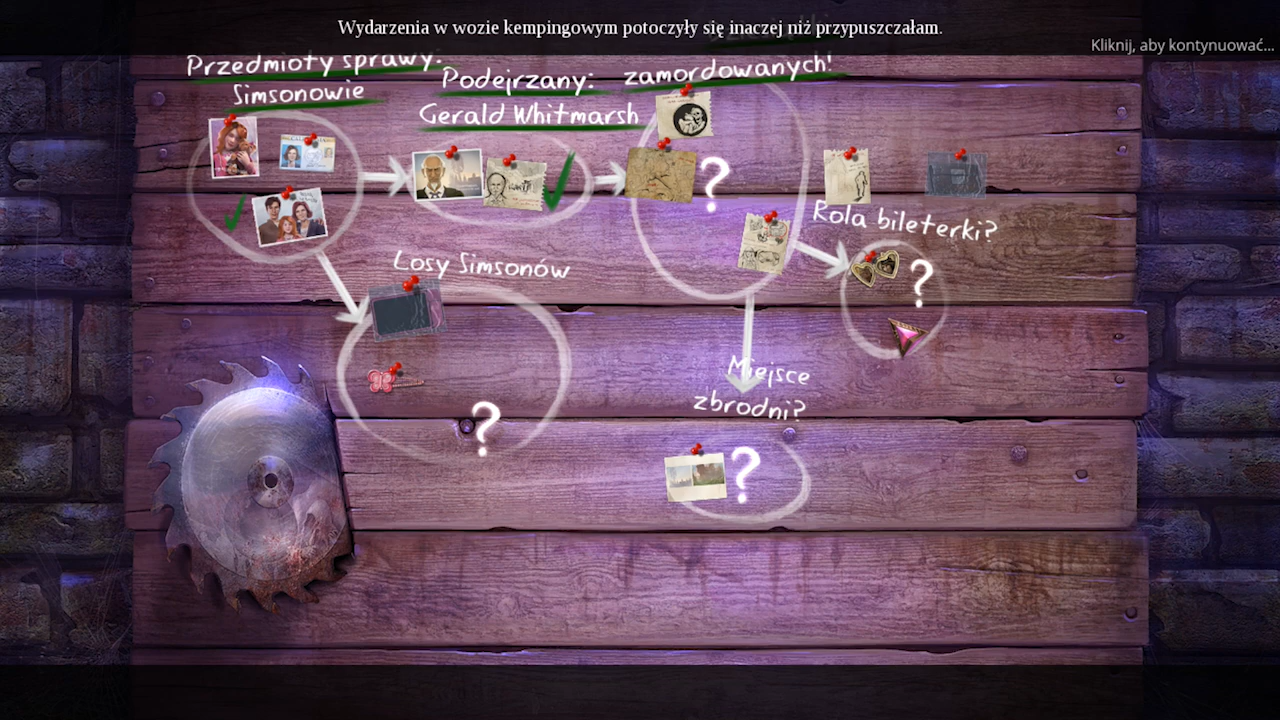 Wydarzenia w wozie kempingowym potoczyły się inaczej niż przypuszczałam.
Kliknij, aby kontynuować...
Przedmioty sprawy:
Simsonowie
Podejrzany:
Gerald Whitmarsh
zamordowanych!
?
Rola bileterki?
?
Losy Simsonów
?
Miejsce
zbrodni?
?